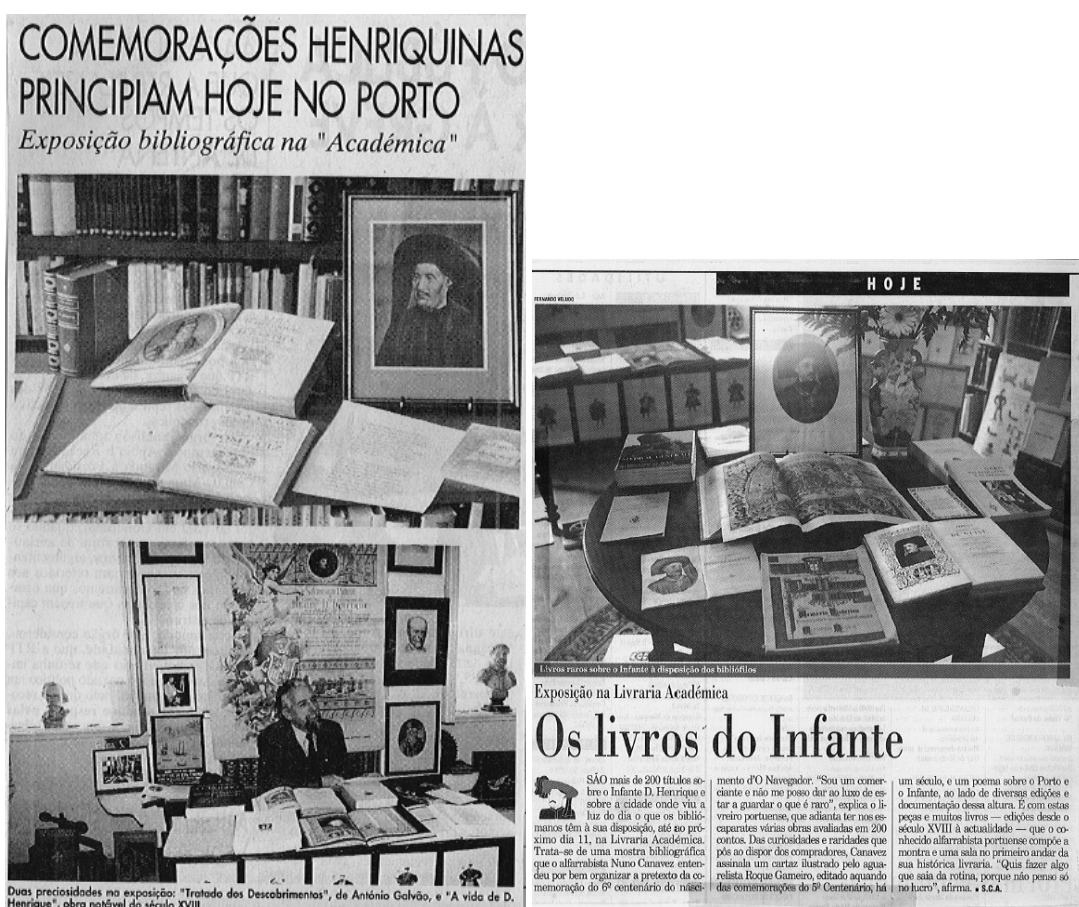 COMEMORAÇÕES HENRIQUINAS
PRINCIPIAM HOJE NO PORTO
Exposição bibliográfica na "Académica"
Duas preciosidades na exposição: "Tratado dos Descobrimentos", de António Galvão, e "A vida de D.
Henrique", obra notável do século XVIII
HOJE
FERNANDO VELUDO
Livros raros sobre o Infante à disposição dos bibliófilos
Exposição na Livraria Académica
Os livros do Infante
SÃO mais de 200 títulos so-
bre o Infante D. Henrique e
sobre a cidade onde viu a
luz do dia o que os bibliô-
manos têm à sua disposição, até ao pró-
ximo dia 11, na Livraria Académica.
Trata-se de uma mostra bibliográfica
que o alfarrabista Nuno Canavez enten-
deu por bem organizar a pretexto da co-
memoração do 6º centenário do nasci-
mento d'O Navegador. "Sou um comer-
ciante e não me posso dar ao luxo de es-
tar a guardar o que é raro", explica o li-
vreiro portuense, que adianta ter nos es-
caparates várias obras avaliadas em 200
contos. Das curiosidades e raridades que
pôs ao dispor dos compradores, Canavez
assinala um cartaz ilustrado pelo agua-
relista Roque Gameiro, editado aquando
das comemorações do 5º Centenário, há
um século, e um poema sobre o Porto e
o Infante, ao lado de diversas edições e
documentação dessa altura. E com estas
peças e muitos livros — edições desde o
século XVIII à actualidade — que o co-
nhecido alfarrabista portuense compõe a
montra e uma sala no primeiro andar da
sua histórica livraria. "Quis fazer algo
que saia da rotina, porque não penso só
no lucro", afirma. ■ S.C.A.